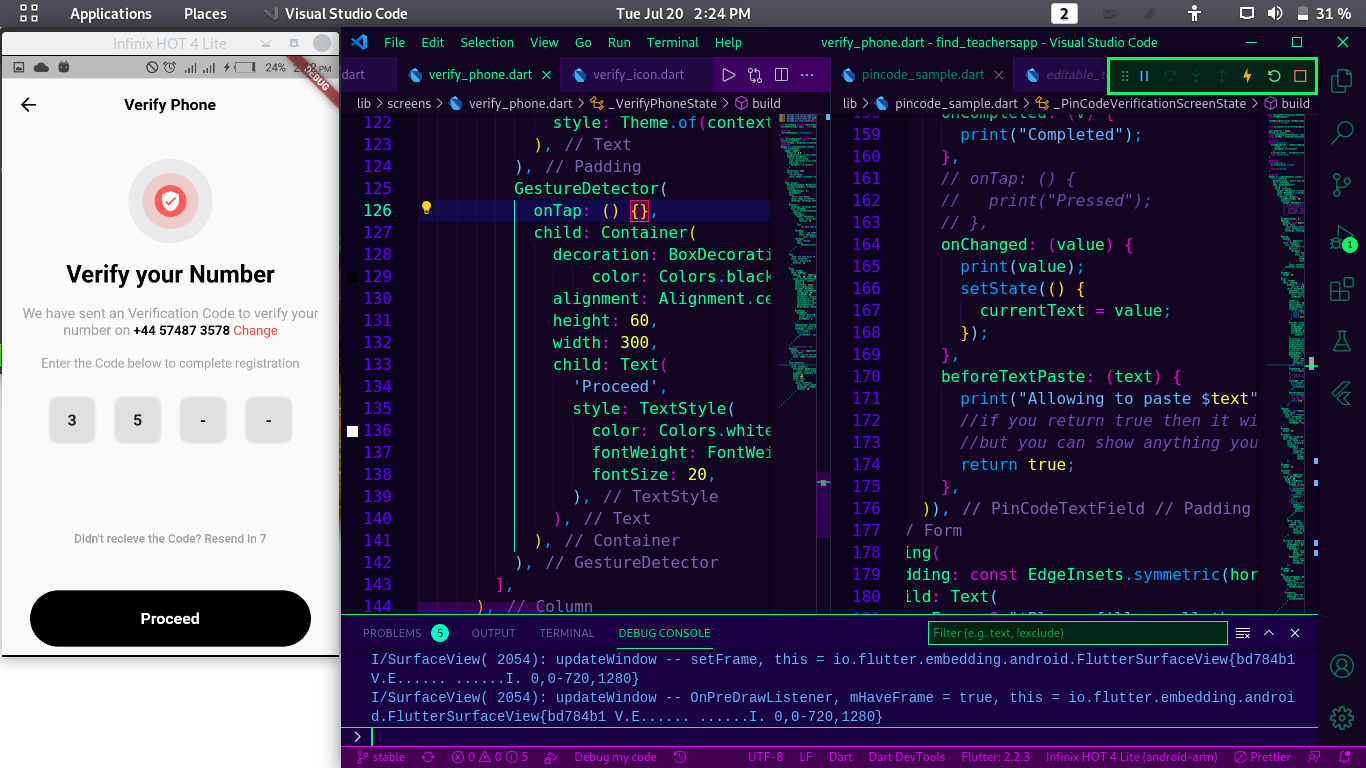 Applications Places Visual Studio Code Tue Jul 20 2:24 PM 2 31 %
Infinix HOT 4 Lite
24%
DEBUG
Verify Phone
Verify your Number
We have sent an Verification Code to verify your
number on +44 57487 3578 Change
Enter the Code below to complete registration
3 5 - -
Didn't recieve the Code? Resend in 7
Proceed
File Edit Selection View Go Run Terminal Help verify_phone.dart - find_teachersapp - Visual Studio Code
dart verify_phone.dart verify_icon.dart
lib > screens > verify_phone.dart > _VerifyPhoneState > build
122 style: Theme.of(context
123 ), // Text
124 ), // Padding
125 GestureDetector(
126 onTap: () {},
127 child: Container(
128 decoration: BoxDecorati
129 color: Colors.black
130 alignment: Alignment.ce
131 height: 60,
132 width: 300,
133 child: Text(
134 'Proceed',
135 style: TextStyle(
136 color: Colors.white
137 fontWeight: FontWei
138 fontSize: 20,
139 ), // TextStyle
140 ), // Text
141 ), // Container
142 ), // GestureDetector
143 ],
144 ), // Column
pincode_sample.dart editable_t
lib > pincode_sample.dart > _PinCodeVerificationScreenState > build
158 onCompleted: (v) {
159 print("Completed");
160 },
161 // onTap: () {
162 //   print("Pressed");
163 // },
164 onChanged: (value) {
165 print(value);
166 setState(() {
167 currentText = value;
168 });
169 },
170 beforeTextPaste: (text) {
171 print("Allowing to paste $text"
172 //if you return true then it wi
173 //but you can show anything you
174 return true;
175 },
176 )), // PinCodeTextField // Padding
177 / Form
178 ing(
179 dding: const EdgeInsets.symmetric(hor
180 ild: Text(
1
PROBLEMS 5 OUTPUT TERMINAL DEBUG CONSOLE Filter (e.g. text, !exclude)
I/SurfaceView( 2054): updateWindow -- setFrame, this = io.flutter.embedding.android.FlutterSurfaceView{bd784b1
V.E...... ......I. 0,0-720,1280}
I/SurfaceView( 2054): updateWindow -- OnPreDrawListener, mHaveFrame = true, this = io.flutter.embedding.androi
d.FlutterSurfaceView{bd784b1 V.E...... ......I. 0,0-720,1280}
>
stable 0 0 5 Debug my code UTF-8 LF Dart Dart DevTools Flutter: 2.2.3 Infinix HOT 4 Lite (android-arm) Prettier